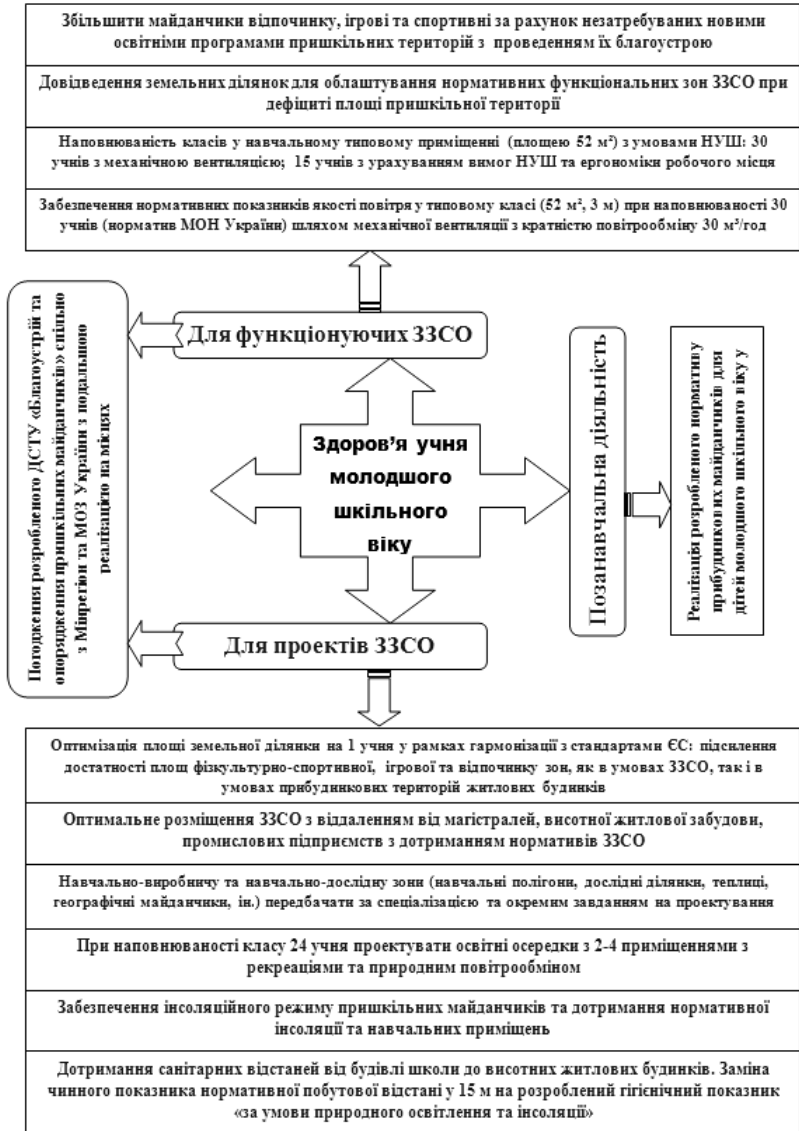 Збільшити майданчики відпочинку, ігрові та спортивні за рахунок незатребуваних новими
освітніми програмами пришкільних територій з проведенням їх благоустрою
Довідведення земельних ділянок для облаштування нормативних функціональних зон ЗЗСО при
дефіциті площі пришкільної території
Наповнюваність класів у навчальному типовому приміщенні (площею 52 м²) з умовами НУШ: 30
учнів з механічною вентиляцією; 15 учнів з урахуванням вимог НУШ та ергономіки робочого місця
Забезпечення нормативних показників якості повітря у типовому класі (52 м², 3 м) при наповнюваності 30
учнів (норматив МОН України) шляхом механічної вентиляції з кратністю повітрообміну 30 м³/год
Погодження розробленого ДСТУ «Благоустрій та
опорядження пришкільних майданчиків» спільно
з Мінрегіон та МОЗ України з подальшою
реалізацією на місцях
Для функціонуючих ЗЗСО
Здоров’я учня
молодшого
шкільного
віку
Позанавчальна діяльність
Реалізація розробленого нормативу
прибудинкових майданчиків для
дітей молодшого шкільного віку у
Для проектів ЗЗСО
Оптимізація площі земельної ділянки на 1 учня у рамках гармонізації з стандартами ЄС: підсилення
достатності площ фізкультурно-спортивної, ігрової та відпочинку зон, як в умовах ЗЗСО, так і в
умовах прибудинкових територій житлових будинків
Оптимальне розміщення ЗЗСО з віддаленням від магістралей, висотної житлової забудови,
промислових підприємств з дотриманням нормативів ЗЗСО
Навчально-виробничу та навчально-дослідну зони (навчальні полігони, дослідні ділянки, теплиці,
географічні майданчики, ін.) передбачати за спеціалізацією та окремим завданням на проектування
При наповнюваності класу 24 учня проектувати освітні осередки з 2-4 приміщеннями з
рекреаціями та природним повітрообміном
Забезпечення інсоляційного режиму пришкільних майданчиків та дотримання нормативної
інсоляції та навчальних приміщень
Дотримання санітарних відстаней від будівлі школи до висотних житлових будинків. Заміна
чинного показника нормативної побутової відстані у 15 м на розроблений гігієнічний показник
«за умови природного освітлення та інсоляції»